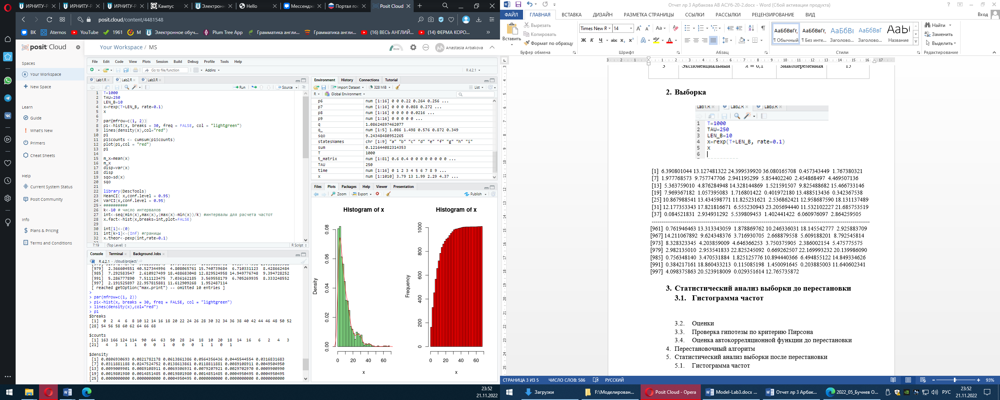 ИРНИТУ-Р
ИРНИТУ-Р
ИРНИТУ-Р
Кампус
Электронн
Hello
Мессендж
Портал гос
Posit Cloud
posit.cloud/content/4481548
ВК
Aternos
YouTube
1961
М
Электронное обуч...
Plum Tree App
Грамматика англи...
Грамматика англи...
(16) ВЕСЬ АНГЛИЙ...
(14) ФЕРМА КОРО...
posit Cloud
Spaces
Your Workspace
New Space
Learn
Guide
What's New
Primers
Cheat Sheets
Help
Current System Status
Posit Community
Info
Plans & Pricing
Terms and Conditions
Your Workspace / MS
RAM
AA Anastasia Arbakova
File Edit Code View Plots Session Build Debug Profile Tools Help
Go to file/function Addins R 4.2.1
Lab1.R Lab2.R Lab3.R
Run Source
1 T=1000
2 TAU=250
3 LEN_B=10
4 x=rexp(T+LEN_B, rate=0.1)
5 x
6
7 par(mfrow=c(1, 2))
8 p1<-hist(x, breaks = 30, freq = FALSE, col = "lightgreen")
9 lines(density(x),col="red")
10 p1
11 p1$counts <- cumsum(p1$counts)
12 plot(p1,col = "red")
13 p1
14
15 m_x=mean(x)
16 m_x
17 disp=var(x)
18 disp
19 sqo=sd(x)
20 sqo
21
22 library(DescTools)
23 MeanCI( x,conf.level = 0.95)
24 VarCI(x,conf.level = 0.95)
25 ##########
26 k<-10 # число интервалов
27 int<-seq(min(x),max(x),(max(x)-min(x))/k) #интервалы для расчета частот
28 x.fact<-hist(x,breaks=int,plot=FALSE)
29
30 int[1]<-(0)
31 int[k+1]<-(Inf) #границы
32 x.theor<-pexp(int,rate=0.1)
7:19 (Top Level) R Script
Console Terminal Background Jobs
R 4.2.1 · /cloud/project/
[979] 2.366604551 40.527344996 4.808065761 15.740739684 6.710331123 8.428662484
[985] 7.292583547 2.610927499 18.488683048 12.829524958 14.949776748 9.394728252
[991] 5.286777890 7.511123475 7.036162185 3.569558179 6.705269935 8.333248552
[997] 2.191525897 22.957815881 11.612909268 1.952487114
[ reached getOption("max.print") -- omitted 10 entries ]
>
> par(mfrow=c(1, 2))
> p1<-hist(x, breaks = 30, freq = FALSE, col = "lightgreen")
> lines(density(x),col="red")
> p1
$breaks
[1] 0 2 4 6 8 10 12 14 16 18 20 22 24 26 28 30 32 34 36 38 40 42 44 46 48 50 52
[28] 54 56 58 60 62 64 66 68
$counts
[1] 163 166 124 114 90 64 63 50 28 24 18 10 20 18 14 16 6 2 4 3
[21] 4 3 1 1 0 0 1 0 0 0 1 1 0 1
$density
[1] 0.0806930693 0.0821782178 0.0613861386 0.0564356436 0.0445544554 0.0316831683
[7] 0.0311881188 0.0247524752 0.0138613861 0.0118811881 0.0089108911 0.0049504950
[13] 0.0099009901 0.0089108911 0.0069306931 0.0079207921 0.0029702970 0.0009900990
[19] 0.0019801980 0.0014851485 0.0019801980 0.0014851485 0.0004950495 0.0004950495
[25] 0.0000000000 0.0000000000 0.0004950495 0.0000000000 0.0000000000 0.0000000000
Environment History Connections Tutorial
Import Dataset 328 MiB List
R Global Environment
p6 num [1:16] 0 0 0.22 0.264 0.256 ...
p7 num [1:16] 0 0 0 0.088 0.272 ...
p8 num [1:16] 0 0 0 0 0.0216 ...
p9 num [1:16] 0 0 0 0 0 ...
q 1.08624897462077
q_ num [1:5] 1.086 1.498 0.576 0.872 0.349
sqo 9.24348480952265
statesNames chr [1:9] "a" "b" "c" "d" "e" "f" "g" "h" "i"
sum 0.121644082314353
T 1000
t_matrix num [1:81] 0.6 0.4 0 0 0 0 0 0 0 0 ...
TAU 250
time num [1:16] 0 1 2 3 4 5 6 7 8 9 ...
x num [1:1010] 3.79 13 1.99 2.29 4.37 ...
Files Plots Packages Help Viewer Presentation
Zoom Export Publish
Histogram of x
Density
0.00 0.02 0.04 0.06 0.08
0 20 40 60
x
Histogram of x
Frequency
0 200 400 600 800 1000
0 20 40 60
x
Отчет лр 3 Арбакова АВ АСУб-20-2.docx - Word (Сбой активации продукта)
ФАЙЛ ГЛАВНАЯ ВСТАВКА ДИЗАЙН РАЗМЕТКА СТРАНИЦЫ ССЫЛКИ РАССЫЛКИ РЕЦЕНЗИРОВАНИЕ ВИД Вход
Вставить
Вырезать
Копировать
Формат по образцу
Буфер обмена
Times New R 14
Ж К Ч abc x₂ x²
Шрифт
Абзац
АаБбВвГг, АаБбВвГг, АаБбВв АаБбВвГ АаЬ
¶ Обычный ¶ Без инте... Заголово... Заголово... Название
Стили
Найти
Заменить
Выделить
Редактирование
3 Экспоненциальный λ = 0,1 Знакопеременная 15
2. Выборка
Lab1.R Lab2.R Lab3.R
1 T=1000
2 TAU=250
3 LEN_B=10
4 x=rexp(T+LEN_B, rate=0.1)
5 x
6
[1] 6.390801044 13.127481322 24.399539920 36.080165708 0.457343449 1.767380321
[7] 1.977768573 9.757747706 2.941195299 5.854402240 2.454868497 4.469507136
[13] 5.363759010 4.876284948 14.328144869 1.521591507 9.825488682 15.466733146
[19] 7.969367182 1.057395083 1.716801422 0.401972180 13.488513436 0.342367538
[25] 10.867988541 13.434598771 11.825231621 2.536862421 12.958687590 18.131137489
[31] 12.177353343 17.821816671 6.555230943 23.205694440 11.532102227 21.685753519
[37] 0.084521831 2.934931292 5.539809453 1.402441422 6.060976097 2.864259505
[961] 0.761946463 13.313343059 1.878869762 10.246336031 18.145542777 2.925883709
[967] 14.211067892 9.624348376 3.716930705 2.668879558 5.609188201 8.792545814
[973] 8.328323345 4.203859009 4.646366253 3.750375905 2.386002154 5.475775575
[979] 2.982135010 2.953541833 22.825245092 0.669262507 22.169993232 20.139986090
[985] 0.756348140 3.470531884 1.825125776 10.894440366 6.494855122 14.849334626
[991] 0.384217161 18.860433213 0.115085198 1.450091645 0.203885003 11.640602341
[997] 4.098375863 20.523918009 0.029351614 12.765735872
3. Статистический анализ выборки до перестановки
3.1. Гистограмма частот
3.2. Оценки
3.3. Проверка гипотезы по критерию Пирсона
3.4. Оценка автокорреляционной функции до перестановки
4. Перестановочный алгоритм
5. Статистический анализ выборки после перестановки
5.1. Гистограмма частот
СТРАНИЦА 3 ИЗ 5 ЧИСЛО СЛОВ: 586 РУССКИЙ 93%
23:52
21.11.2022
Загрузки
F:\Моделирован...
Posit Cloud - Opera
Model-Lab3.docx ...
Отчет лр 3 Арбак...
2022_05_Бучнев О...
РУС
23:52
21.11.2022